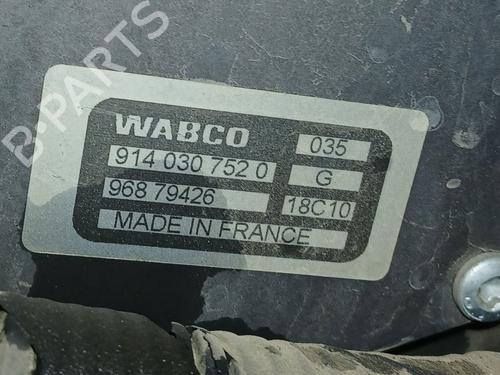 B-PARTS
WABCO 035
914 030 752 0 G
968 79426 18C10
MADE IN FRANCE